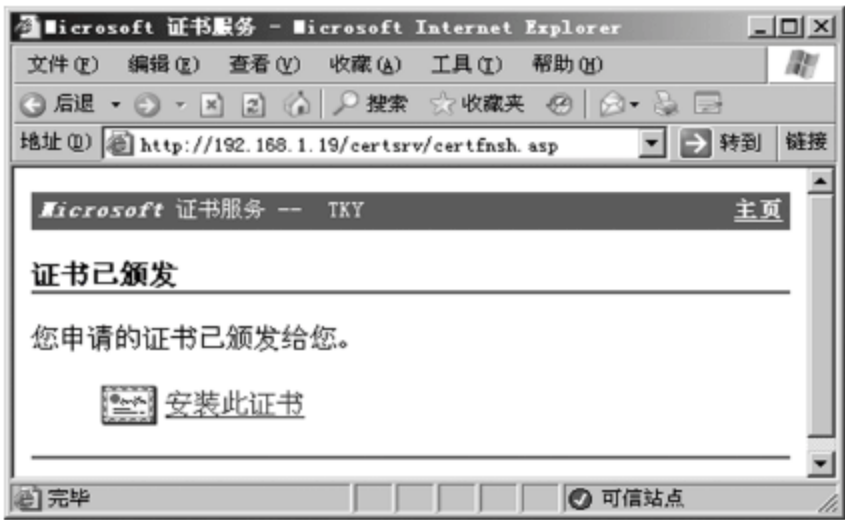 Microsoft 证书服务 - Microsoft Internet Explorer
文件(F) 编辑(E) 查看(V) 收藏(A) 工具(T) 帮助(H)
后退 搜索 收藏夹
地址(D) http://192.168.1.19/certsrv/certfnsh.asp 转到 链接
Microsoft 证书服务 -- TKY 主页
证书已颁发
您申请的证书已颁发给您。
安装此证书
完毕 可信站点